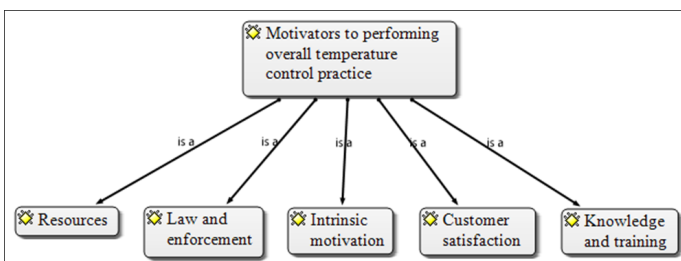 Motivators to performing
overall temperature
control practice
is a
is a
is a
is a
is a
Resources
Law and
enforcement
Intrinsic
motivation
Customer
satisfaction
Knowledge
and training